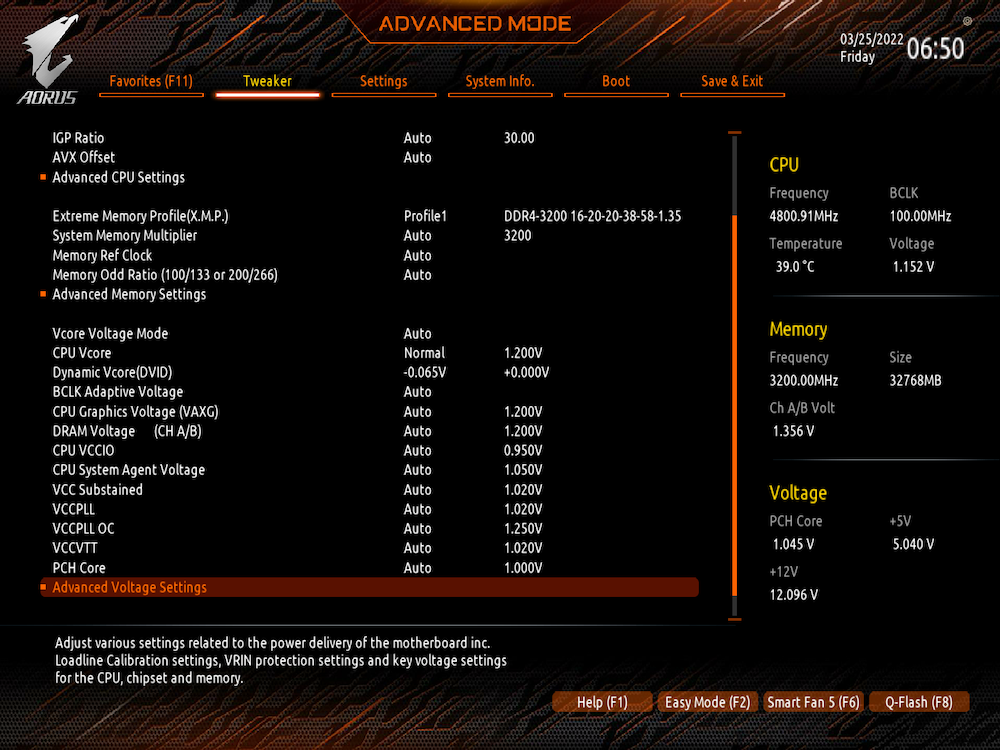 ADVANCED MODE
AORUS
03/25/2022 Friday 06:50
Favorites (F11) Tweaker Settings System Info. Boot Save & Exit
IGP Ratio Auto 30.00
AVX Offset Auto
Advanced CPU Settings
Extreme Memory Profile(X.M.P.) Profile1 DDR4-3200 16-20-20-38-58-1.35
System Memory Multiplier Auto 3200
Memory Ref Clock Auto
Memory Odd Ratio (100/133 or 200/266) Auto
Advanced Memory Settings
Vcore Voltage Mode Auto
CPU Vcore Normal 1.200V
Dynamic Vcore(DVID) -0.065V +0.000V
BCLK Adaptive Voltage Auto
CPU Graphics Voltage (VAXG) Auto 1.200V
DRAM Voltage (CH A/B) Auto 1.200V
CPU VCCIO Auto 0.950V
CPU System Agent Voltage Auto 1.050V
VCC Substained Auto 1.020V
VCCPLL Auto 1.020V
VCCPLL OC Auto 1.250V
VCCVTT Auto 1.020V
PCH Core Auto 1.000V
Advanced Voltage Settings
CPU
Frequency BCLK
4800.91MHz 100.00MHz
Temperature Voltage
39.0 °C 1.152 V
Memory
Frequency Size
3200.00MHz 32768MB
Ch A/B Volt
1.356 V
Voltage
PCH Core +5V
1.045 V 5.040 V
+12V
12.096 V
Adjust various settings related to the power delivery of the motherboard inc.
Loadline Calibration settings, VRIN protection settings and key voltage settings
for the CPU, chipset and memory.
Help (F1) Easy Mode (F2) Smart Fan 5 (F6) Q-Flash (F8)